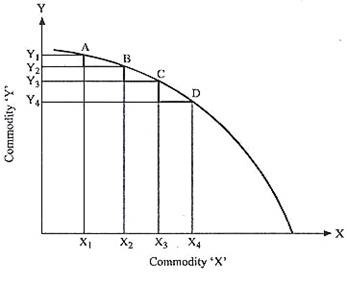 Y
A
Y1
B
Y2
C
Y3
D
Y4
Commodity 'Y'
X
X1 X2 X3 X4
Commodity 'X'